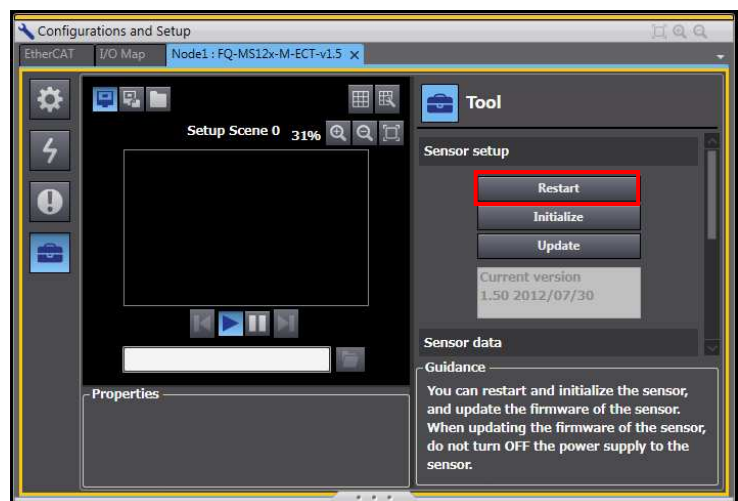 Configurations and Setup
EtherCAT I/O Map Node1 : FQ-MS12x-M-ECT-v1.5 x
Setup Scene 0 31%
Tool
Sensor setup
Restart
Initialize
Update
Current version
1.50 2012/07/30
Sensor data
Properties
Guidance
You can restart and initialize the sensor,
and update the firmware of the sensor.
When updating the firmware of the sensor,
do not turn OFF the power supply to the
sensor.